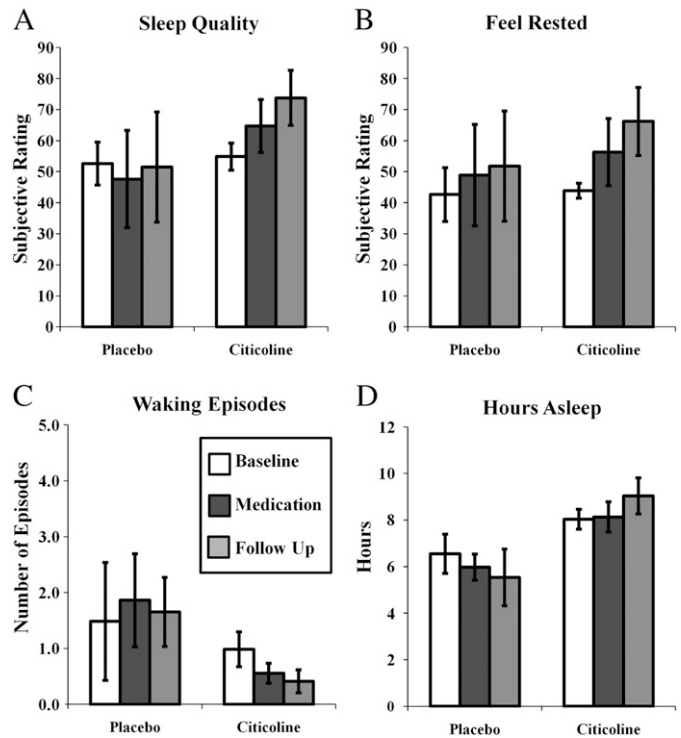 A
Sleep Quality
Subjective Rating
90
80
70
60
50
40
30
20
10
0
Placebo
Citicoline
B
Feel Rested
Subjective Rating
90
80
70
60
50
40
30
20
10
0
Placebo
Citicoline
C
Waking Episodes
Number of Episodes
5.0
4.0
3.0
2.0
1.0
0.0
Baseline
Medication
Follow Up
Placebo
Citicoline
D
Hours Asleep
Hours
12
10
8
6
4
2
0
Placebo
Citicoline